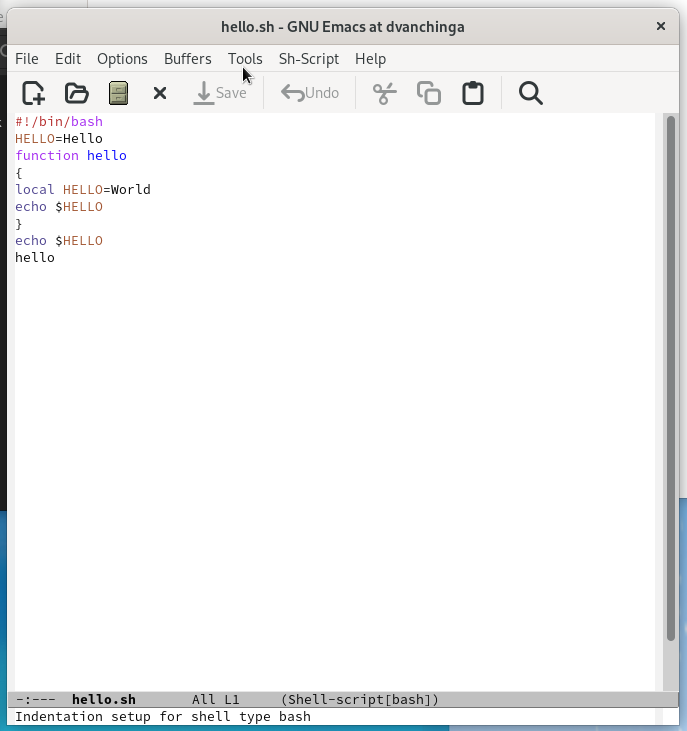 hello.sh - GNU Emacs at dvanchinga
File Edit Options Buffers Tools Sh-Script Help
Save Undo
#!/bin/bash
HELLO=Hello
function hello
{
local HELLO=World
echo $HELLO
}
echo $HELLO
hello
-:--- hello.sh All L1 (Shell-script[bash])
Indentation setup for shell type bash